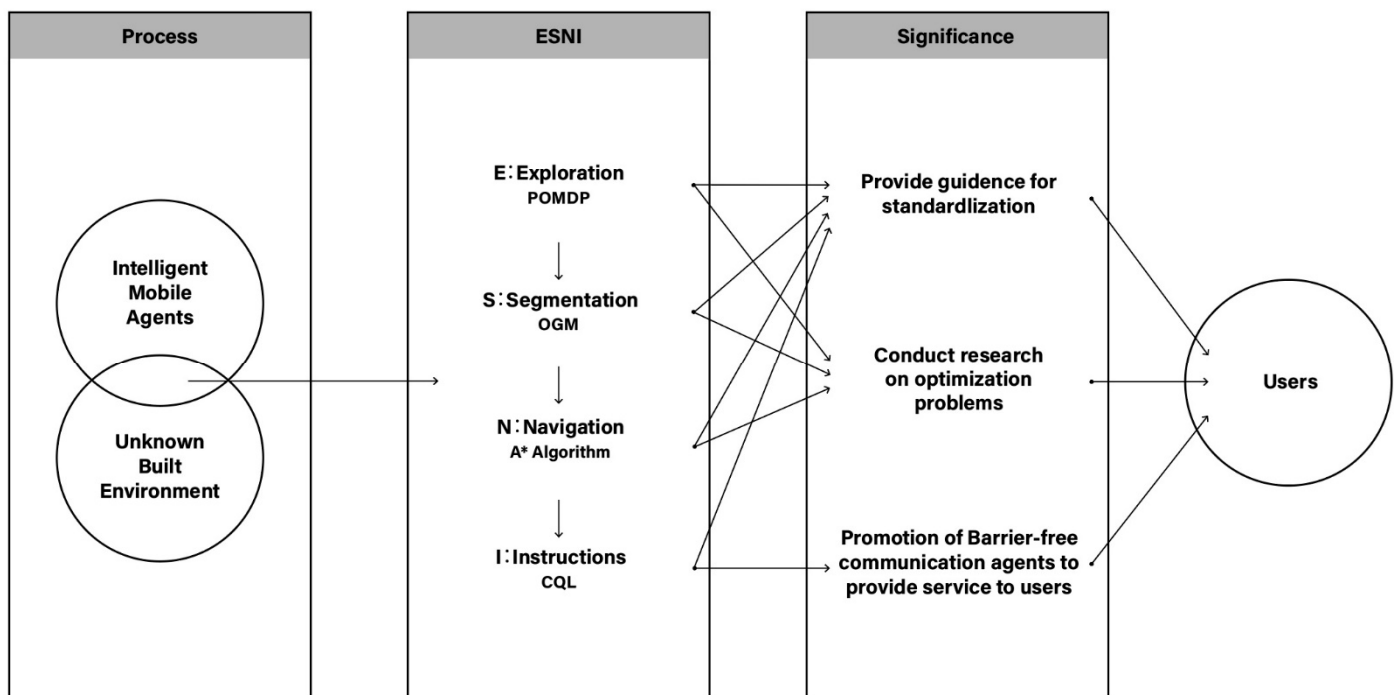 Process
Intelligent
Mobile
Agents
Unknown
Built
Environment
ESNI
E:Exploration
POMDP
S:Segmentation
OGM
N:Navigation
A* Algorithm
I:Instructions
CQL
Significance
Provide guidance for
standardlization
Conduct research
on optimization
problems
Promotion of Barrier-free
communication agents to
provide service to users
Users